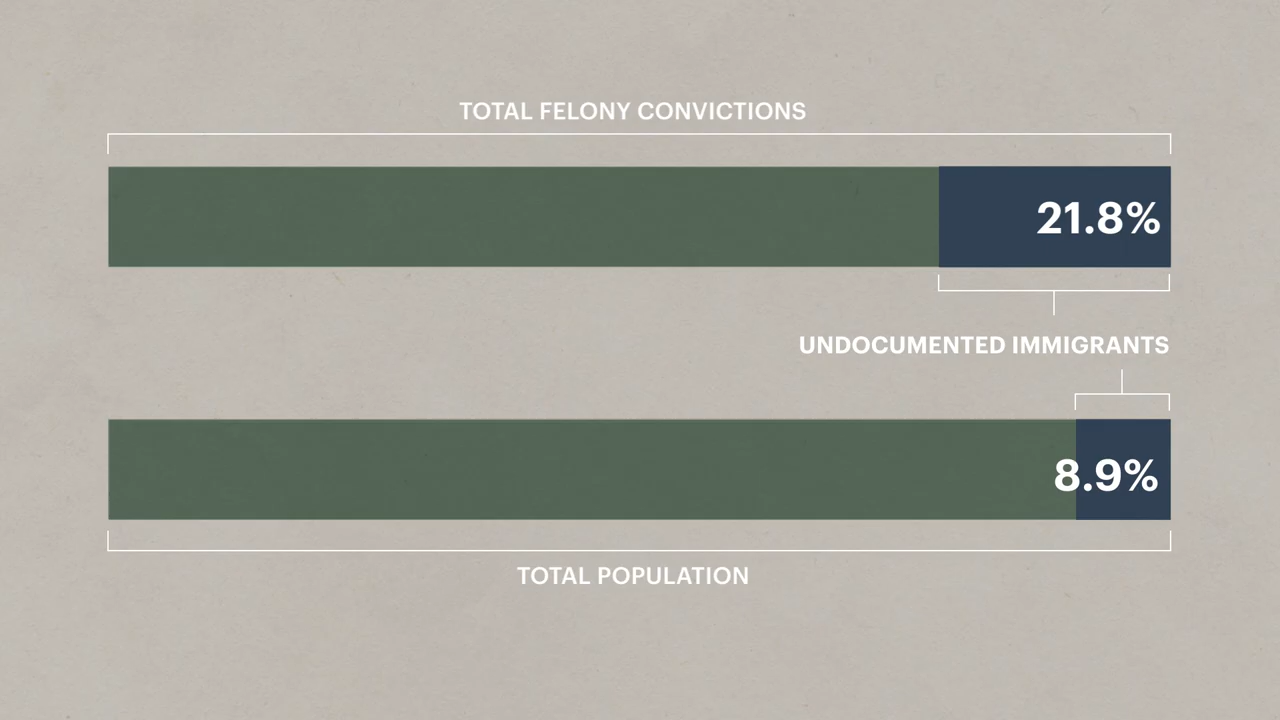 TOTAL FELONY CONVICTIONS
21.8%
UNDOCUMENTED IMMIGRANTS
8.9%
TOTAL POPULATION